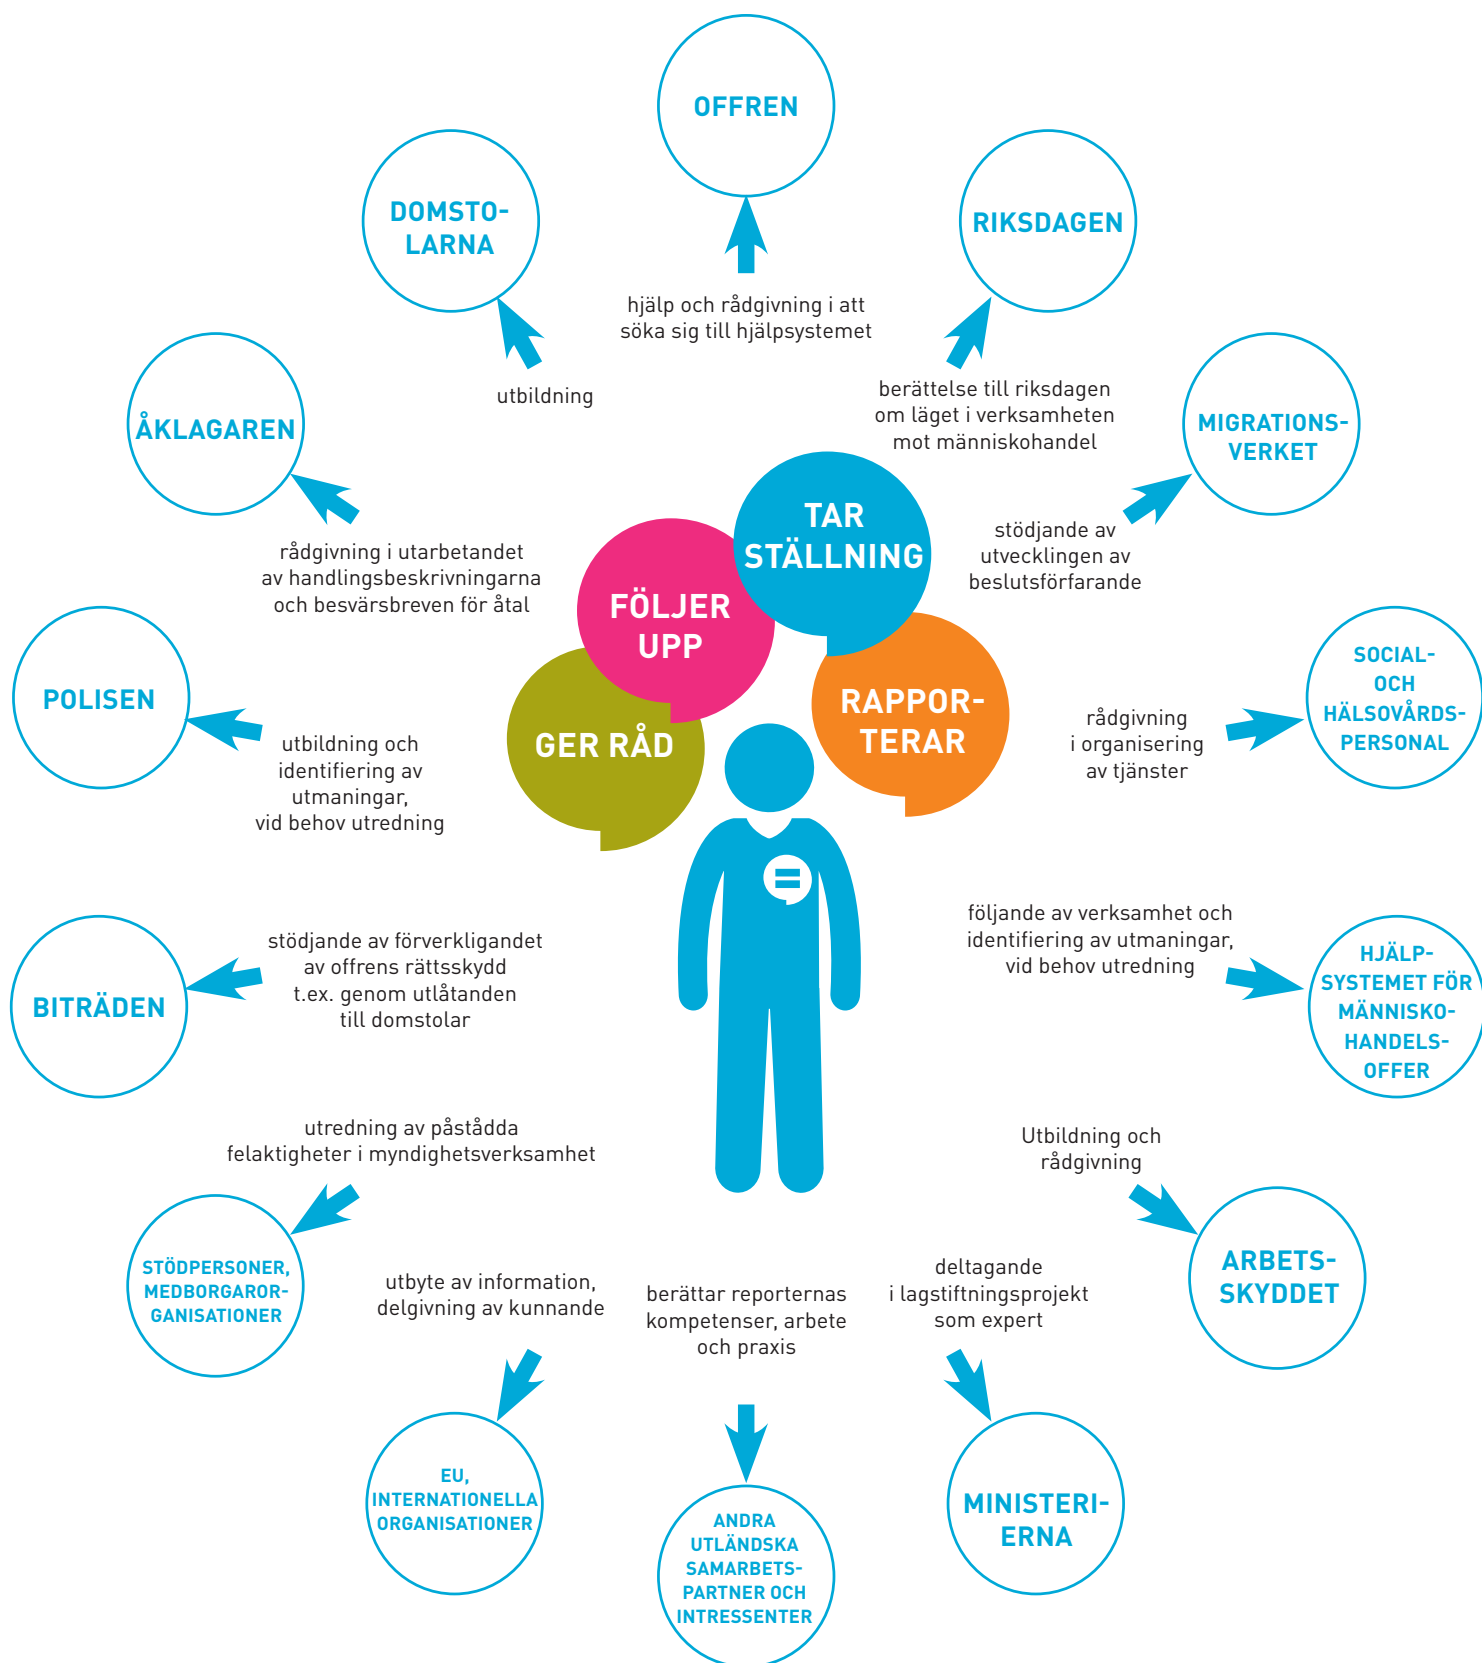 OFFREN
hjälp och rådgivning i att
söka sig till hjälpsystemet
RIKSDAGEN
berättelse till riksdagen
om läget i verksamheten
mot människohandel
MIGRATIONS-
VERKET
stödjande av
utvecklingen av
beslutsförfarande
SOCIAL-
OCH
HÄLSOVÅRDS-
PERSONAL
rådgivning
i organisering
av tjänster
HJÄLP-
SYSTEMET FÖR
MÄNNISKO-
HANDELS-
OFFER
följande av verksamhet och
identifiering av utmaningar,
vid behov utredning
ARBETS-
SKYDDET
Utbildning och
rådgivning
MINISTERI-
ERNA
deltagande
i lagstiftningsprojekt
som expert
ANDRA
UTLÄNDSKA
SAMARBETS-
PARTNER OCH
INTRESSENTER
berättar reporternas
kompetenser, arbete
och praxis
EU,
INTERNATIONELLA
ORGANISATIONER
utbyte av information,
delgivning av kunnande
STÖDPERSONER,
MEDBORGAROR-
GANISATIONER
utredning av påstådda
felaktigheter i myndighetsverksamhet
BITRÄDEN
stödjande av förverkligandet
av offrens rättsskydd
t.ex. genom utlåtanden
till domstolar
POLISEN
utbildning och
identifiering av
utmaningar,
vid behov utredning
ÅKLAGAREN
rådgivning i utarbetandet
av handlingsbeskrivningarna
och besvärsbreven för åtal
DOMSTO-
LARNA
utbildning
GER RÅD
FÖLJER
UPP
TAR
STÄLLNING
RAPPOR-
TERAR
=